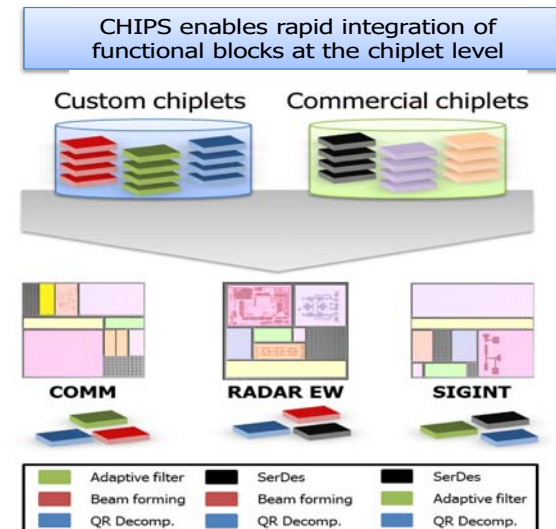 CHIPS enables rapid integration of
functional blocks at the chiplet level
Custom chiplets
Commercial chiplets
COMM
RADAR EW
SIGINT
Adaptive filter
Beam forming
QR Decomp.
SerDes
Beam forming
QR Decomp.
SerDes
Adaptive filter
QR Decomp.